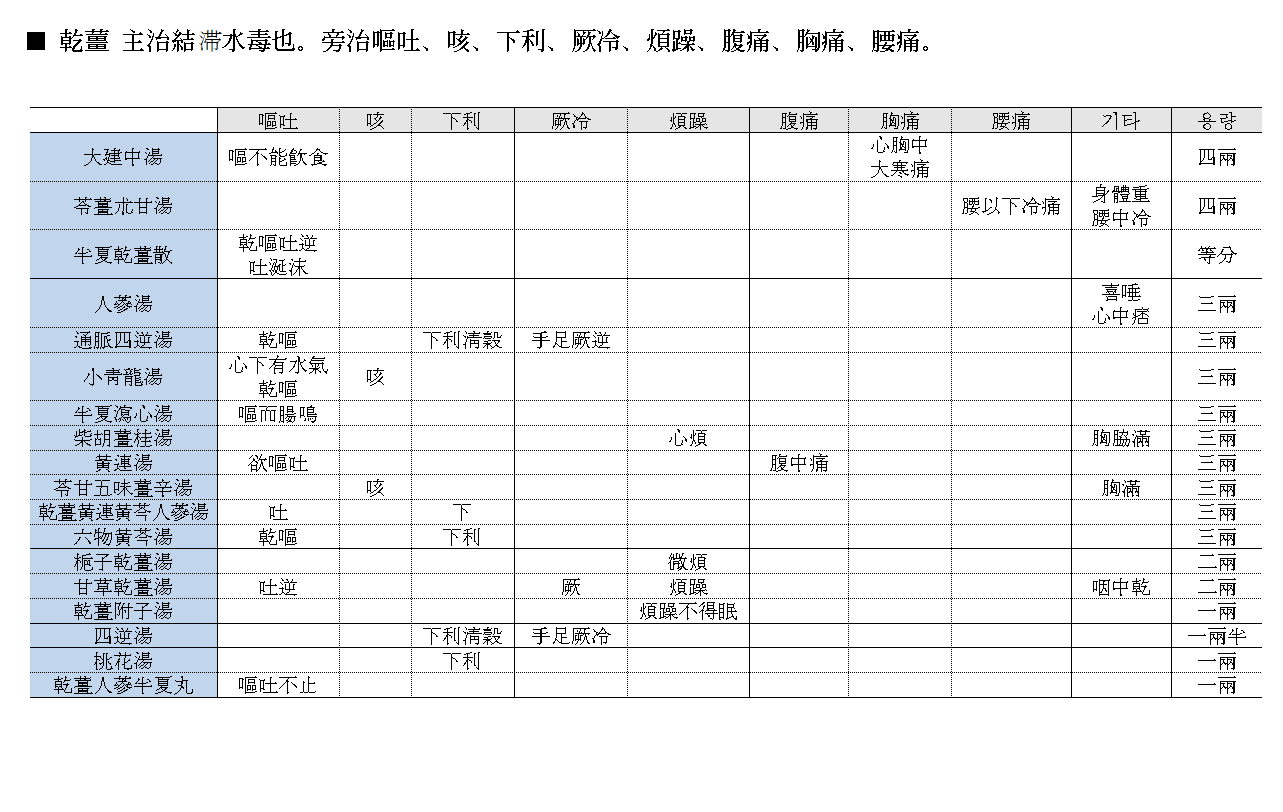 ■ 乾薑 主治結滞水毒也。旁治嘔吐、咳、下利、厥冷、煩躁、腹痛、胸痛、腰痛。
嘔吐 咳 下利 厥冷 煩躁 腹痛 胸痛 腰痛 기타 용량
大建中湯 嘔不能飮食 心胸中 大寒痛 四兩
苓薑朮甘湯 腰以下冷痛 身體重 腰中冷 四兩
半夏乾薑散 乾嘔吐逆 吐涎沫 等分
人蔘湯 喜唾 心中痞 三兩
通脈四逆湯 乾嘔 下利淸穀 手足厥逆 三兩
小靑龍湯 心下有水氣 乾嘔 咳 三兩
半夏瀉心湯 嘔而腸鳴 三兩
柴胡薑桂湯 心煩 胸脇滿 三兩
黃連湯 欲嘔吐 腹中痛 三兩
苓甘五味薑辛湯 咳 胸滿 三兩
乾薑黃連黃芩人蔘湯 吐 下 三兩
六物黃芩湯 乾嘔 下利 三兩
梔子乾薑湯 微煩 二兩
甘草乾薑湯 吐逆 厥 煩躁 咽中乾 二兩
乾薑附子湯 煩躁不得眠 一兩
四逆湯 下利淸穀 手足厥冷 一兩半
桃花湯 下利 一兩
乾薑人蔘半夏丸 嘔吐不止 一兩